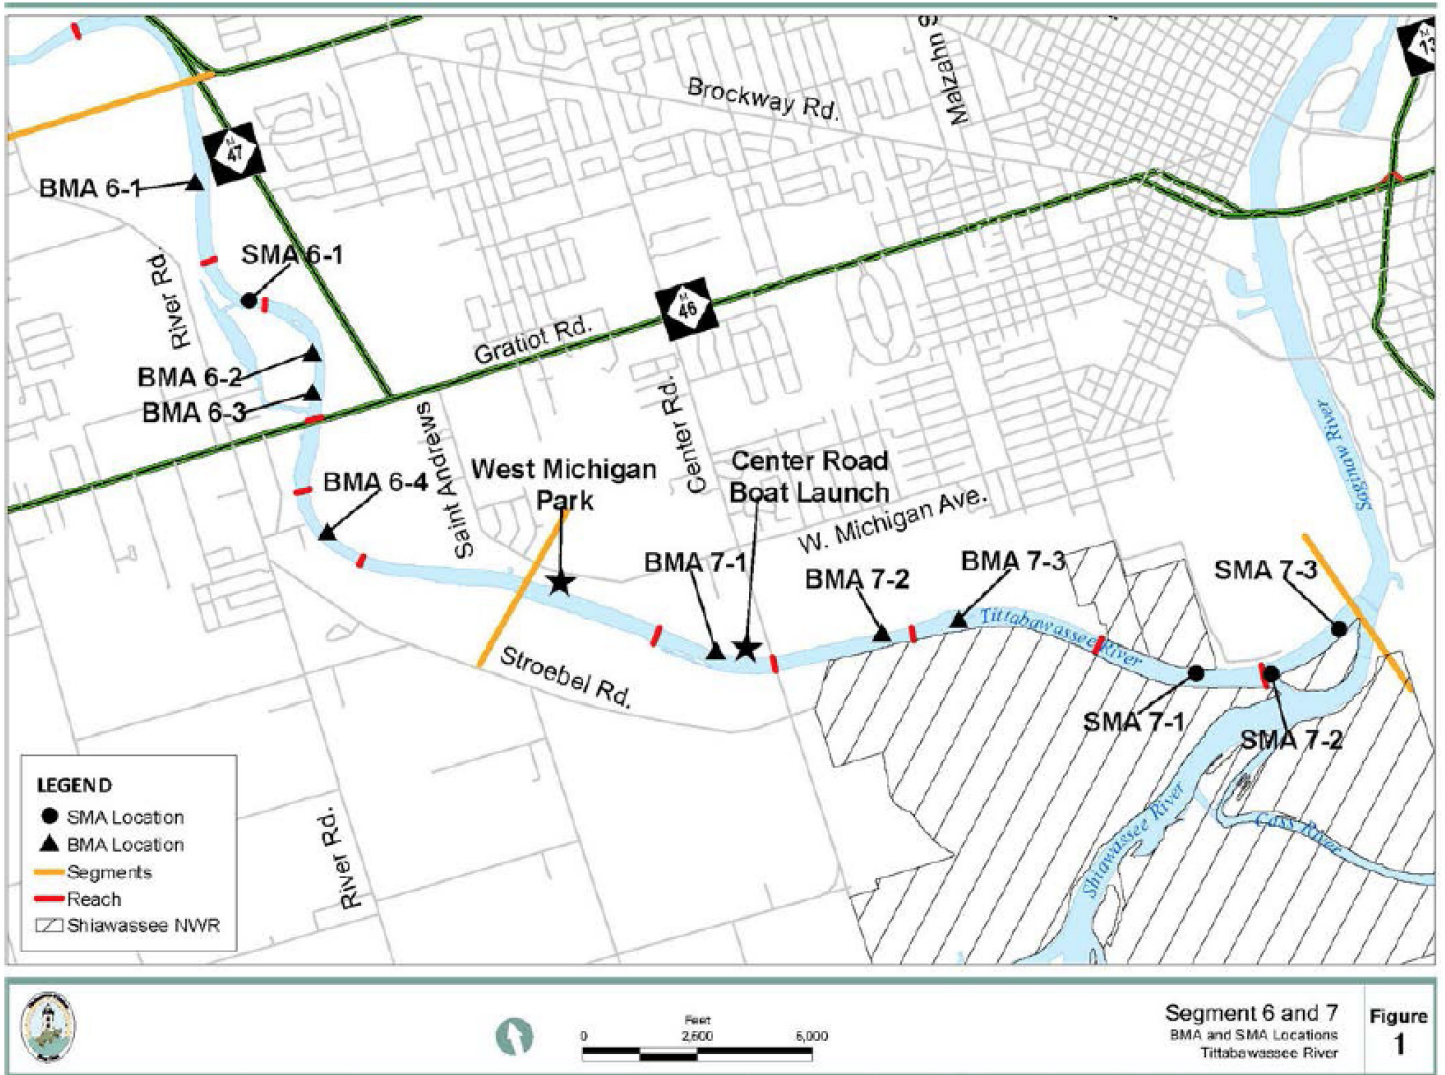 Malzahn S
M
13
Brockway Rd.
M
47
BMA 6-1
SMA 6-1
River Rd.
M
46
Gratiot Rd.
BMA 6-2
BMA 6-3
Center Rd.
Saint Andrews
Saginaw River
West Michigan
Park
Center Road
Boat Launch
BMA 6-4
W. Michigan Ave.
BMA 7-1
BMA 7-2
BMA 7-3
SMA 7-3
Tittabawassee River
Stroebel Rd.
SMA 7-1
SMA 7-2
Shiawassee River
Cass River
River Rd.
LEGEND
SMA Location
BMA Location
Segments
Reach
Shiawassee NWR
Feet
0 2,500 5,000
Segment 6 and 7
BMA and SMA Locations
Tittabawassee River
Figure
1